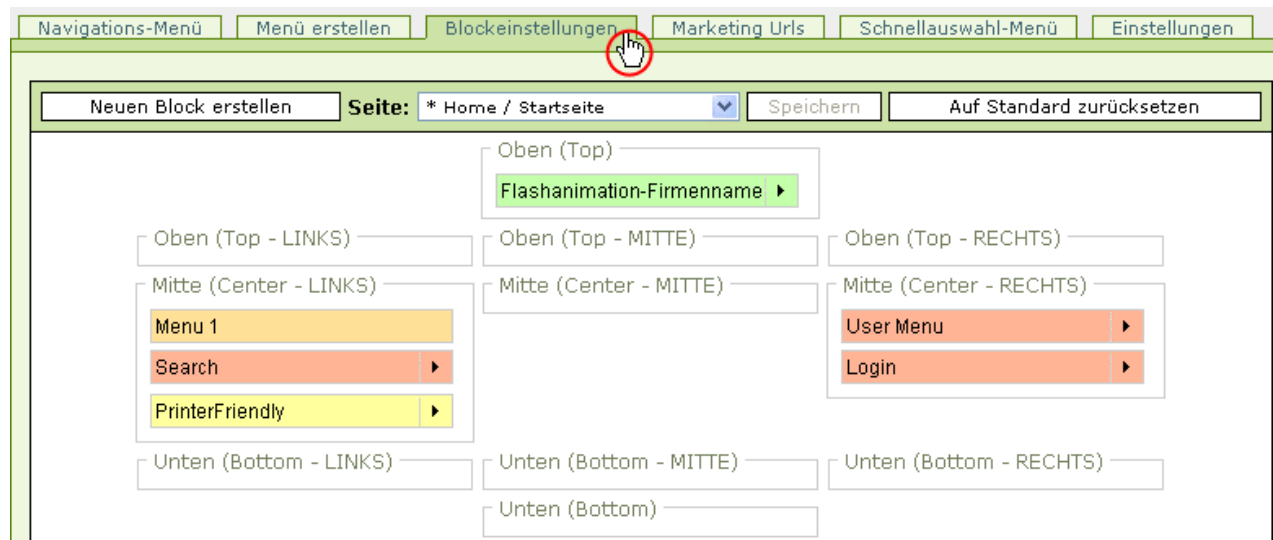 Navigations-Menü Menü erstellen Blockeinstellungen Marketing Urls Schnellauswahl-Menü Einstellungen
Neuen Block erstellen Seite: * Home / Startseite Speichern Auf Standard zurücksetzen
Oben (Top)
Flashanimation-Firmenname
Oben (Top - LINKS) Oben (Top - MITTE) Oben (Top - RECHTS)
Mitte (Center - LINKS) Mitte (Center - MITTE) Mitte (Center - RECHTS)
Menu 1 User Menu
Search Login
PrinterFriendly
Unten (Bottom - LINKS) Unten (Bottom - MITTE) Unten (Bottom - RECHTS)
Unten (Bottom)